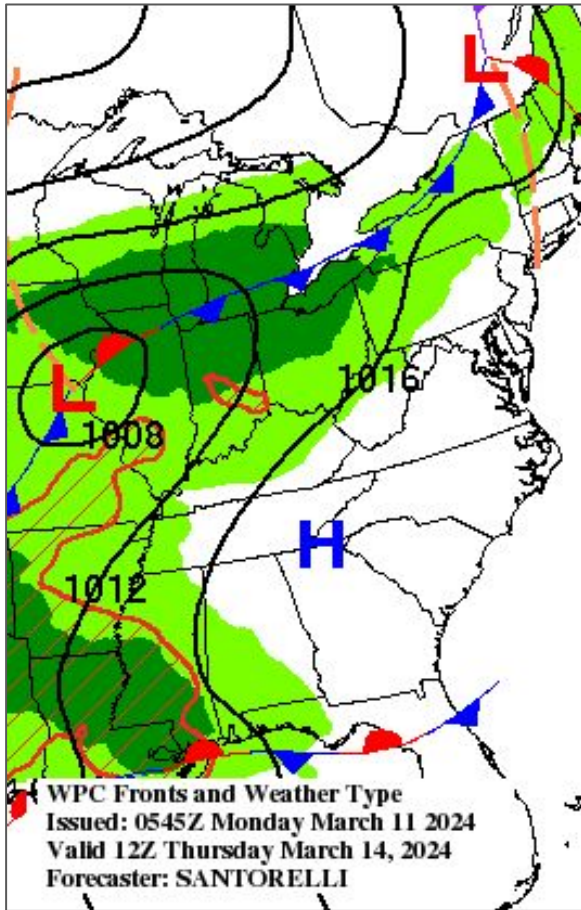 L
L
1008
1016
H
1012
WPC Fronts and Weather Type
Issued: 0545Z Monday March 11 2024
Valid 12Z Thursday March 14, 2024
Forecaster: SANTORELLI